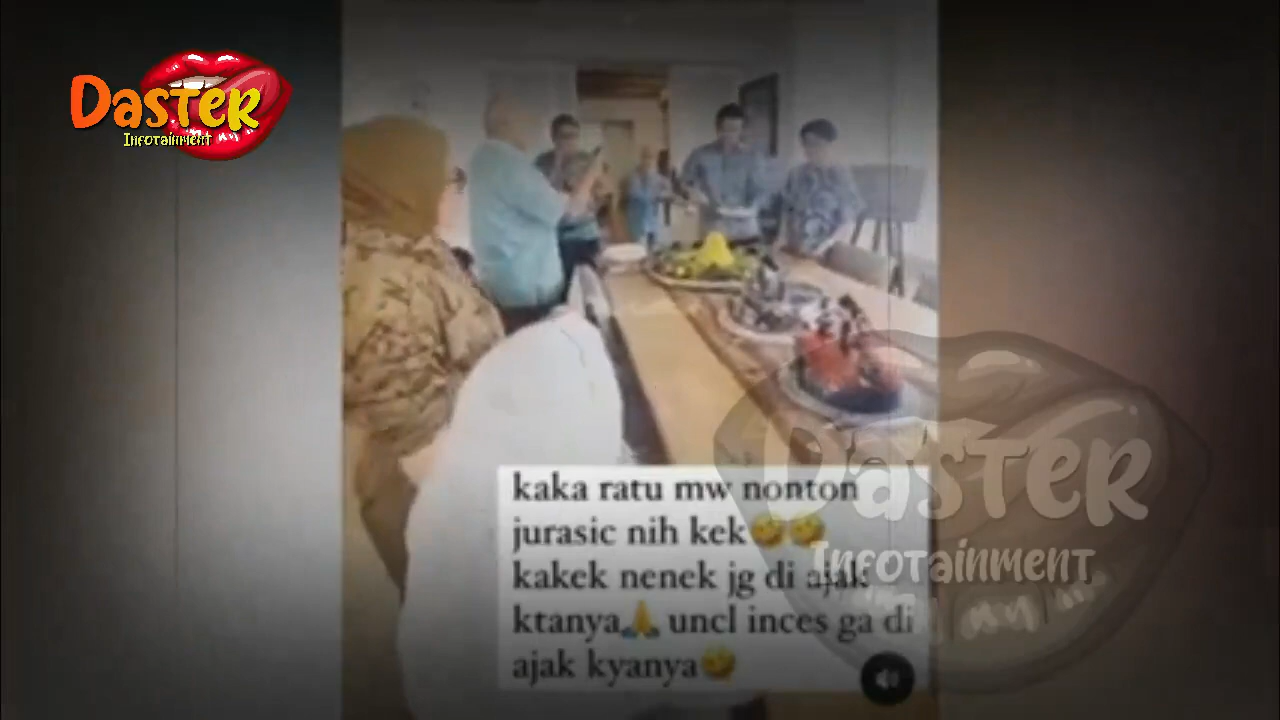 DasTER
Infotainment
kaka ratu mw nonton
jurasic nih kek🤣🤣
kakek nenek jg di ajak
ktanya🙏 uncl inces ga di
ajak kyanya🤣
DasTER
Infotainment